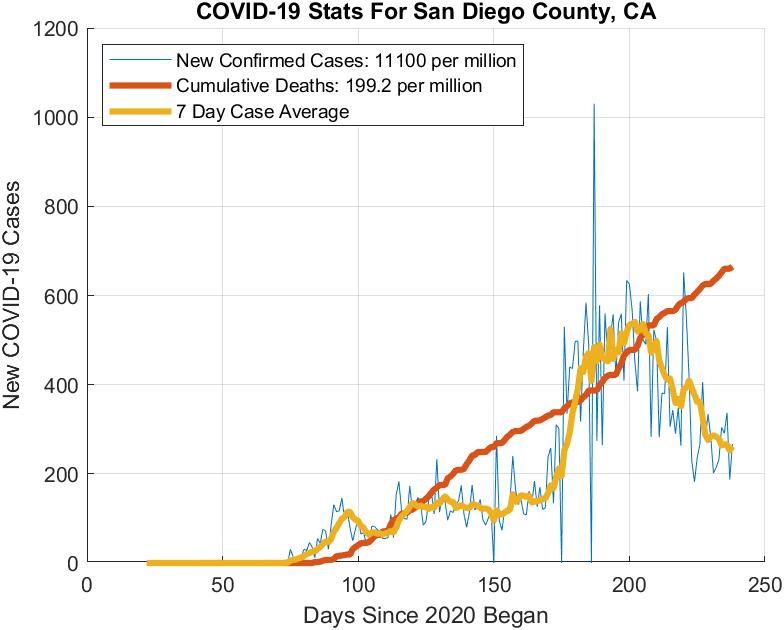 COVID-19 Stats For San Diego County, CA
1200
1000
800
600
400
200
0
New COVID-19 Cases
New Confirmed Cases: 11100 per million
Cumulative Deaths: 199.2 per million
7 Day Case Average
0
50
100
150
200
250
Days Since 2020 Began